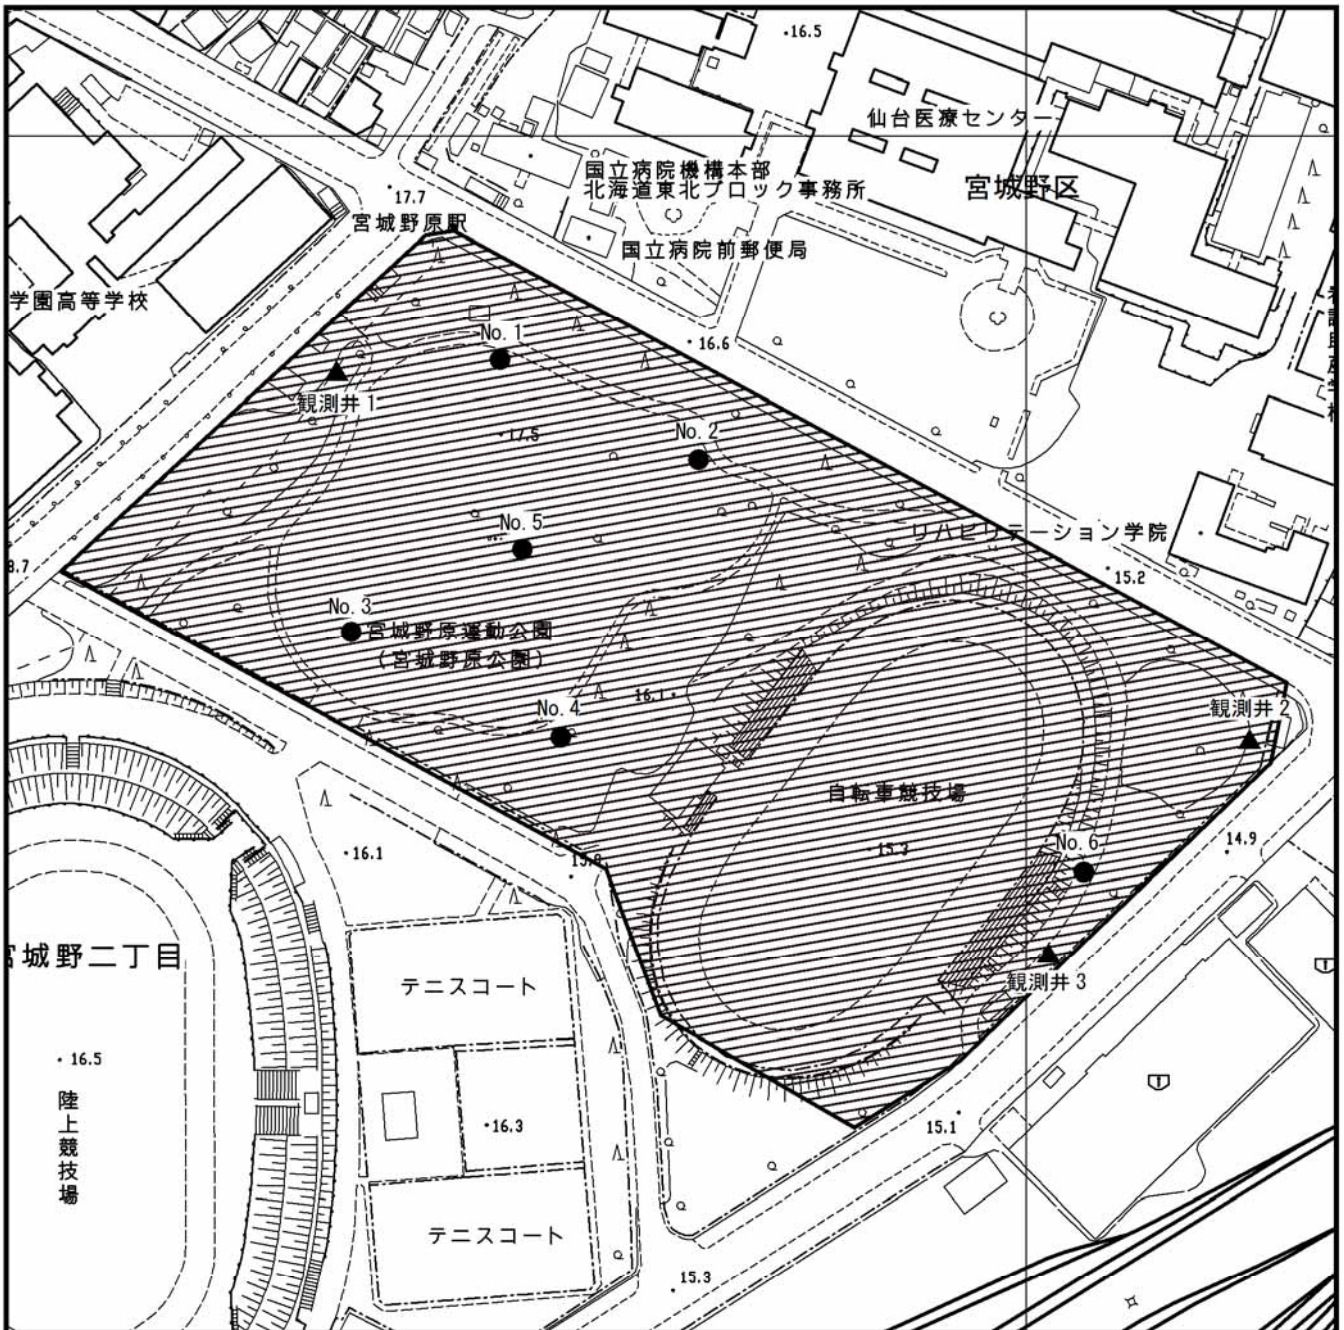 16.5
仙台医療センター
国立病院機構本部
北海道東北ブロック事務所
宮城野区
17.7
宮城野原駅
国立病院前郵便局
学園高等学校
No.1
16.6
観測井1
17.5
No.2
No.5
リハビリテーション学院
8.7
15.2
No.3
宮城野原運動公園
(宮城野原公園)
16.1
No.4
観測井2
自転車競技場
15.3
No.6
14.9
16.1
城野二丁目
テニスコート
観測井3
16.5
陸上競技場
16.3
15.1
テニスコート
15.3